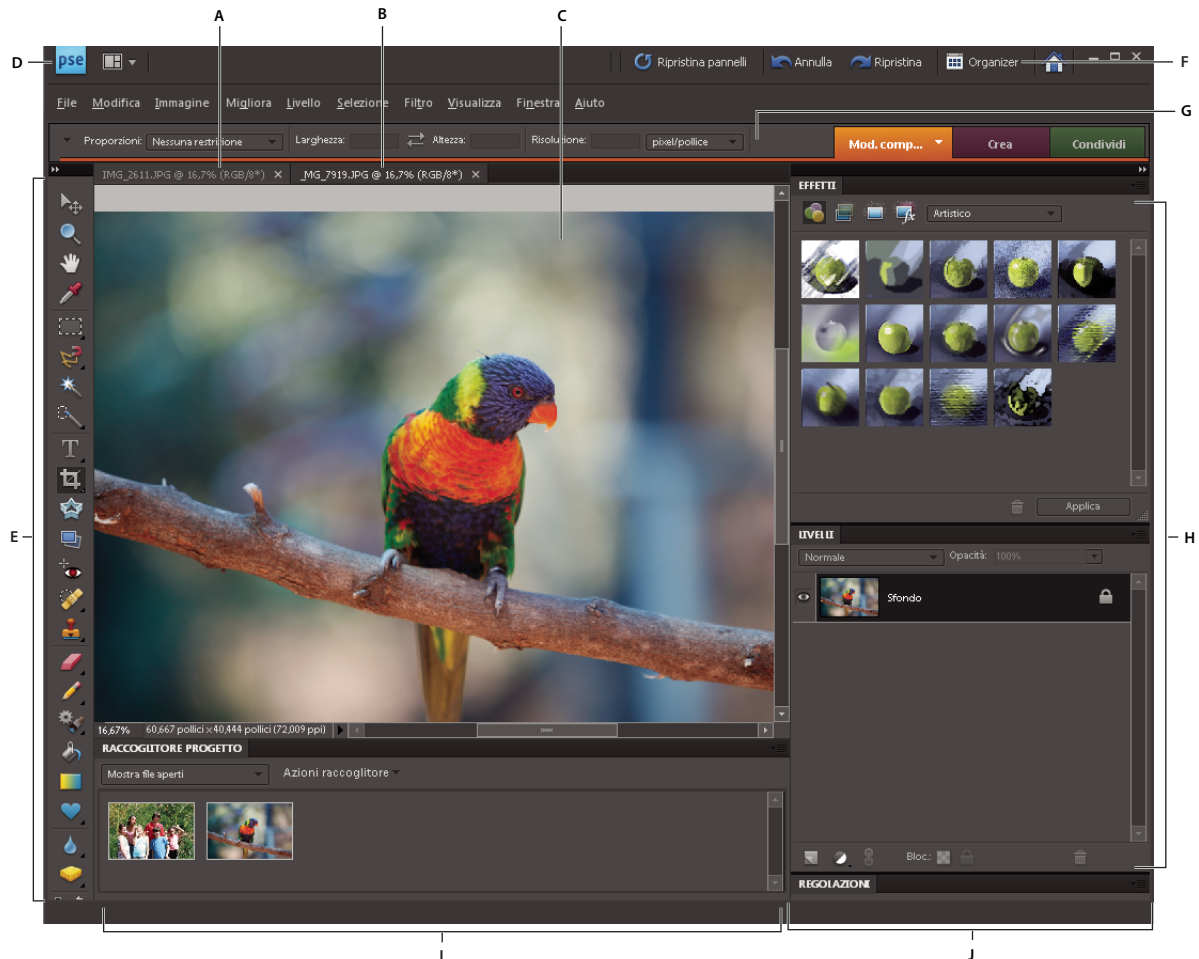 A
B
C
D
pse
Ripristina pannelli
Annulla
Ripristina
Organizer
F
File Modifica Immagine Migliora Livello Selezione Filtro Visualizza Finestra Aiuto
G
Proporzioni: Nessuna restrizione Larghezza: Altezza: Risoluzione: pixel/pollice
Mod. comp...
Crea
Condividi
IMG_2611.JPG @ 16,7% (RGB/8*) ×
_MG_7919.JPG @ 16,7% (RGB/8*) ×
EFFETTI
Artistico
Applica
E
H
LIVELLI
Normale
Opacità: 100%
Sfondo
T
16,67%
60,667 pollici x 40,444 pollici (72,009 ppi)
RACCOGLITORE PROGETTO
Mostra file aperti
Azioni raccoglitore
Bloc.:
REGOLAZIONI
I
J